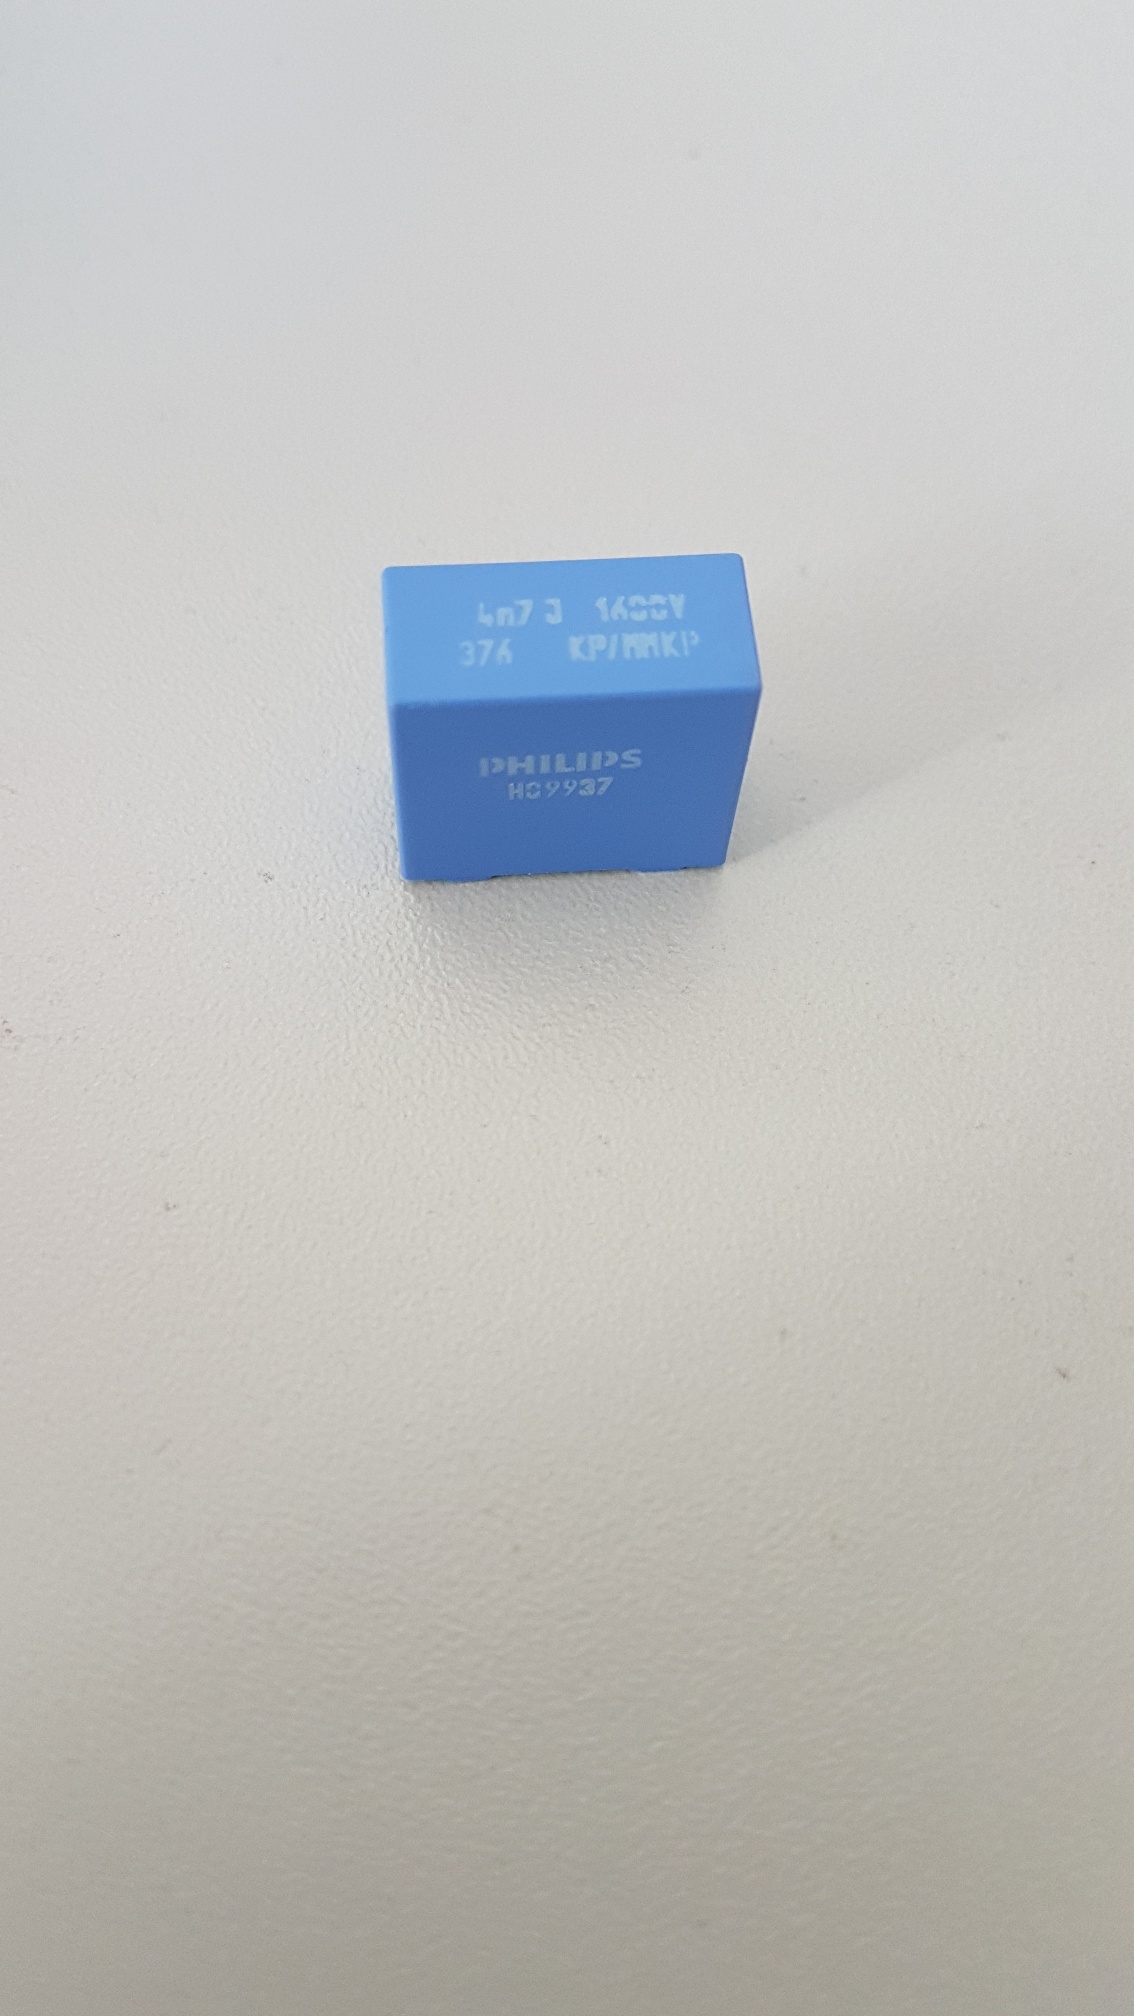 4n7 J 1600V
376 KP/MMKP
PHILIPS
HC9937